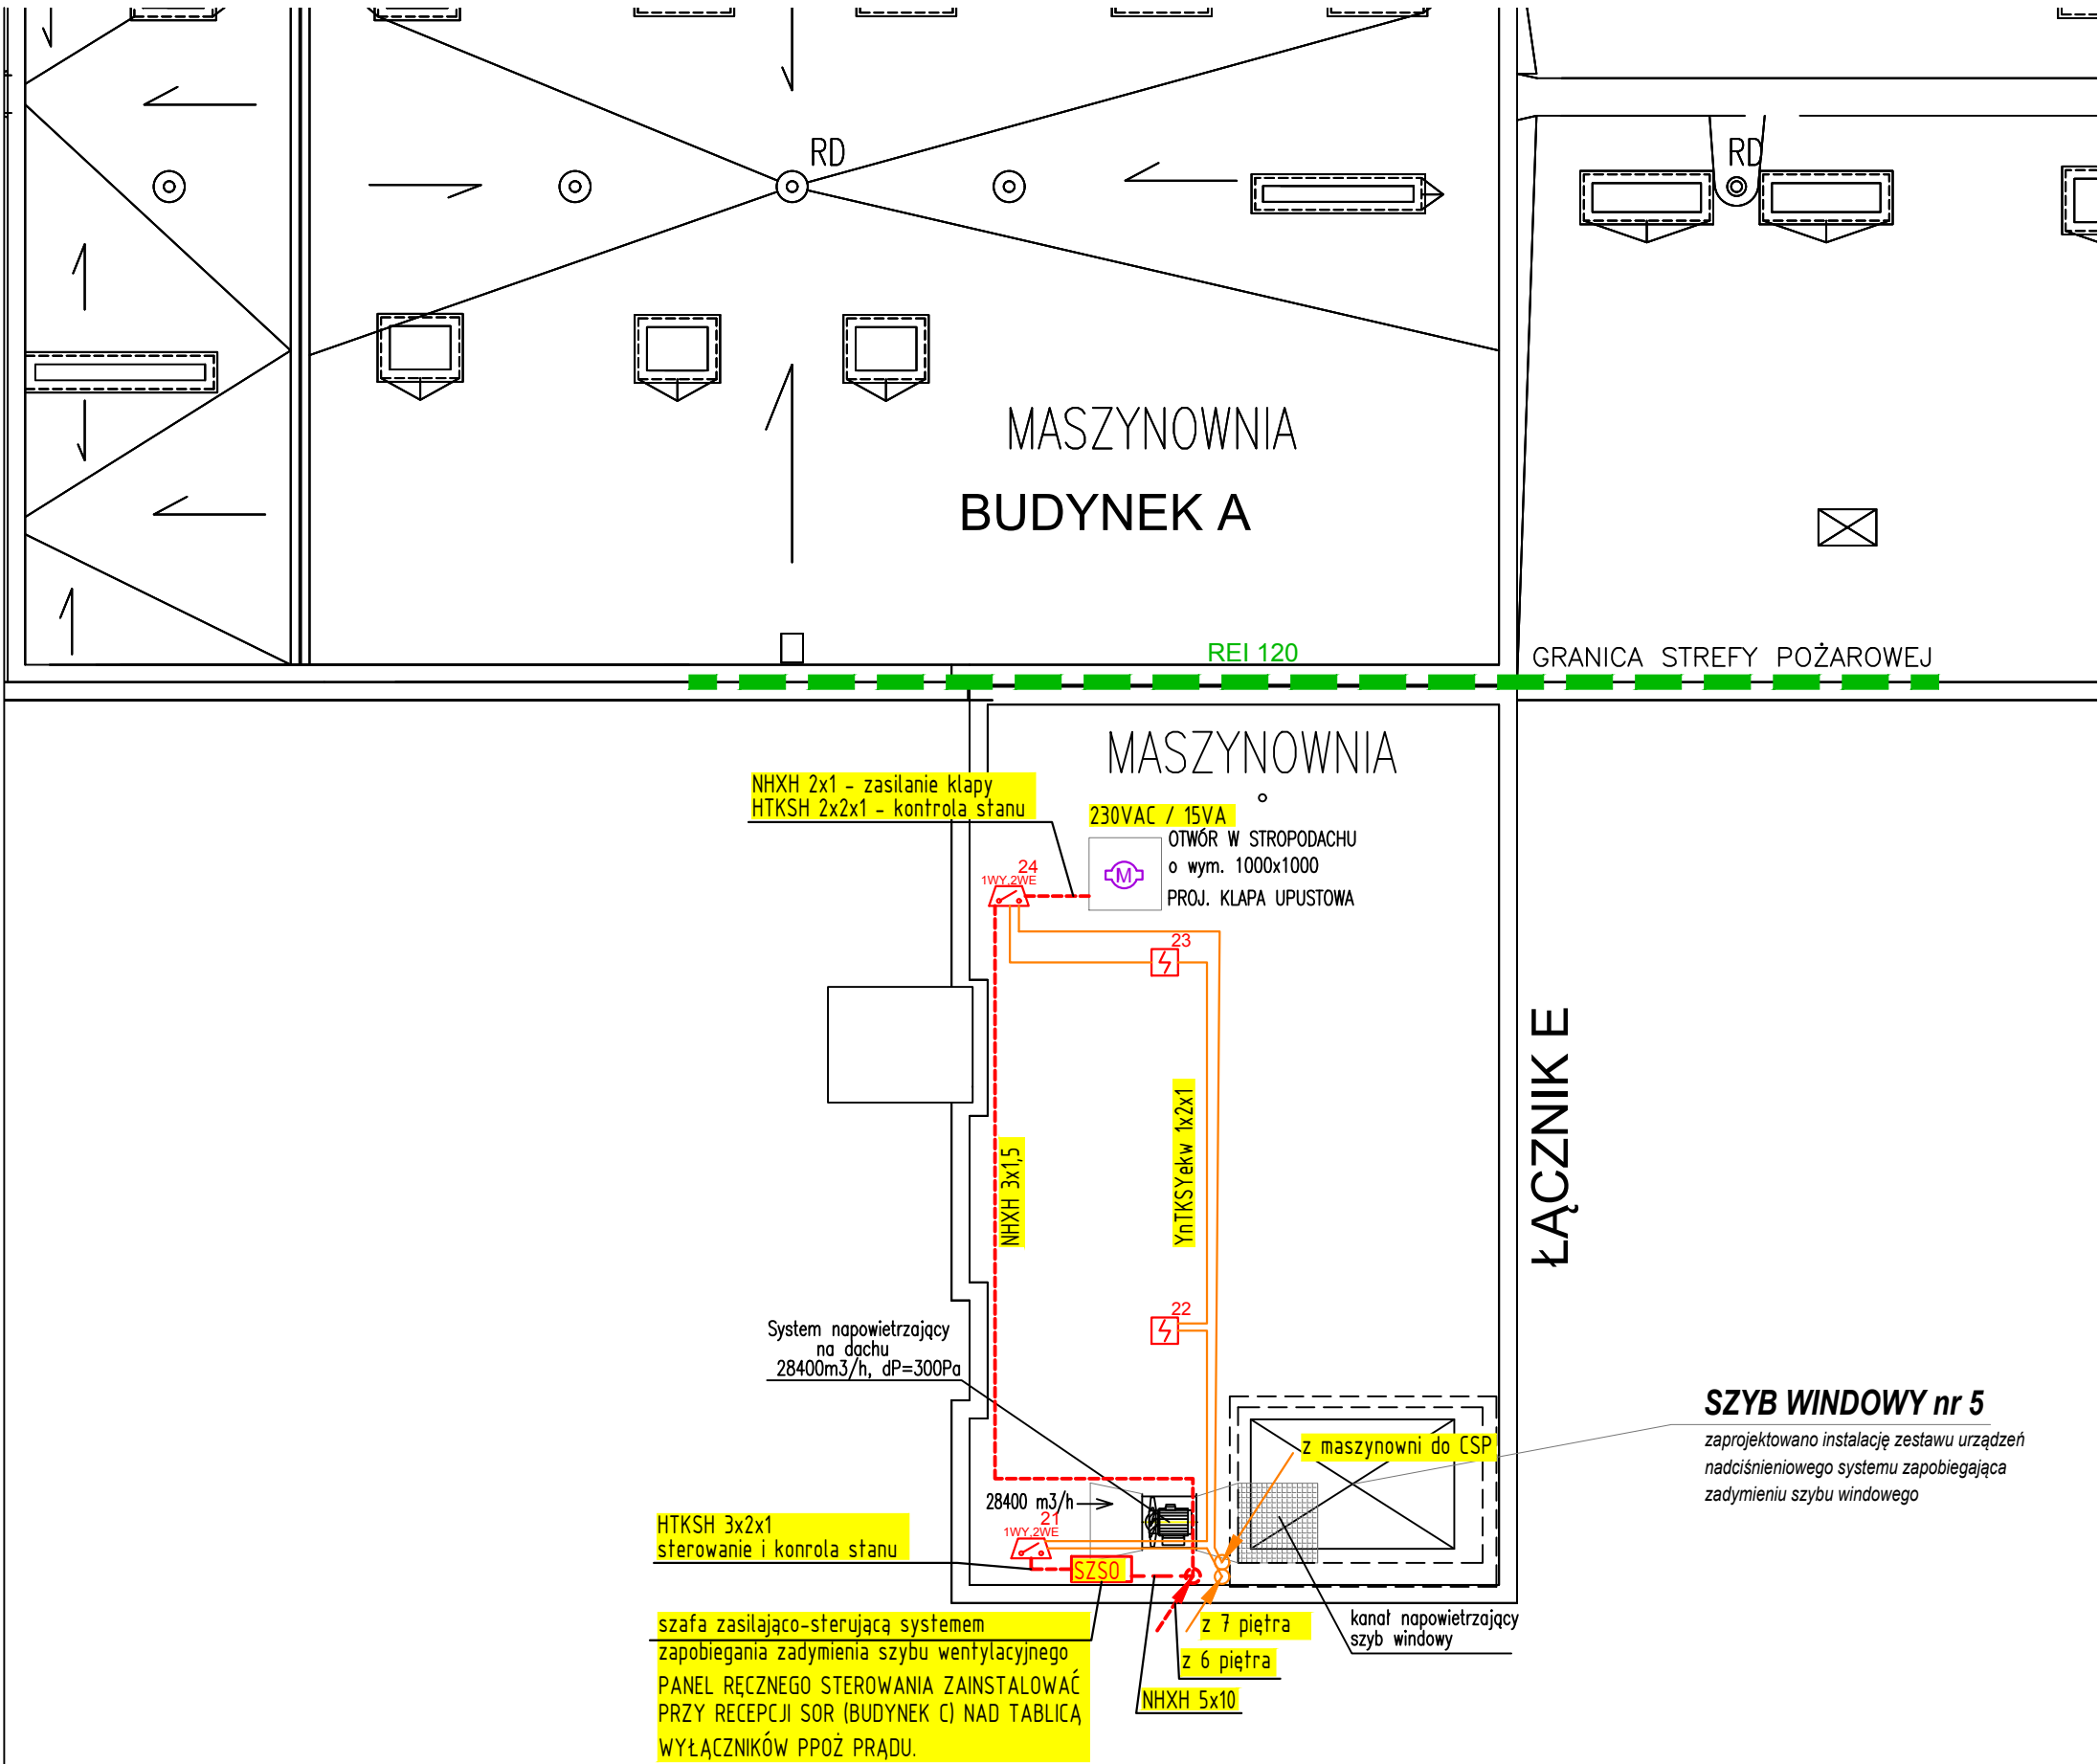 RD
RD
MASZYNOWNIA
BUDYNEK A
REI 120
GRANICA STREFY POŻAROWEJ
MASZYNOWNIA
NHXH 2x1 - zasilanie klapy
HTKSH 2x2x1 - kontrola stanu
230VAC / 15VA
OTWÓR W STROPODACHU
o wym. 1000x1000
PROJ. KLAPA UPUSTOWA
M
24
1WY,2WE
23
NHXH 3x1,5
YnTKSYekw 1x2x1
ŁĄCZNIK E
22
System napowietrzający
na dachu
28400m3/h, dP=300Pa
SZYB WINDOWY nr 5
zaprojektowano instalację zestawu urządzeń
nadciśnieniowego systemu zapobiegająca
zadymieniu szybu windowego
z maszynowni do CSP
28400 m3/h
21
1WY,2WE
HTKSH 3x2x1
sterowanie i konrola stanu
SZSO
szafa zasilająco-sterującą systemem
zapobiegania zadymienia szybu wentylacyjnego
PANEL RĘCZNEGO STEROWANIA ZAINSTALOWAĆ
PRZY RECEPCJI SOR (BUDYNEK C) NAD TABLICĄ
WYŁĄCZNIKÓW PPOŻ PRĄDU.
z 7 piętra
z 6 piętra
NHXH 5x10
kanał napowietrzający
szyb windowy